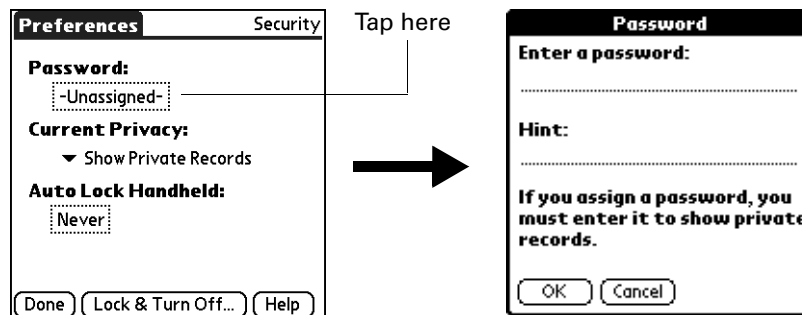 Preferences Security
Password:
-Unassigned-
Current Privacy:
Show Private Records
Auto Lock Handheld:
Never
Done Lock & Turn Off... Help
Tap here
Password
Enter a password:
Hint:
If you assign a password, you
must enter it to show private
records.
OK Cancel